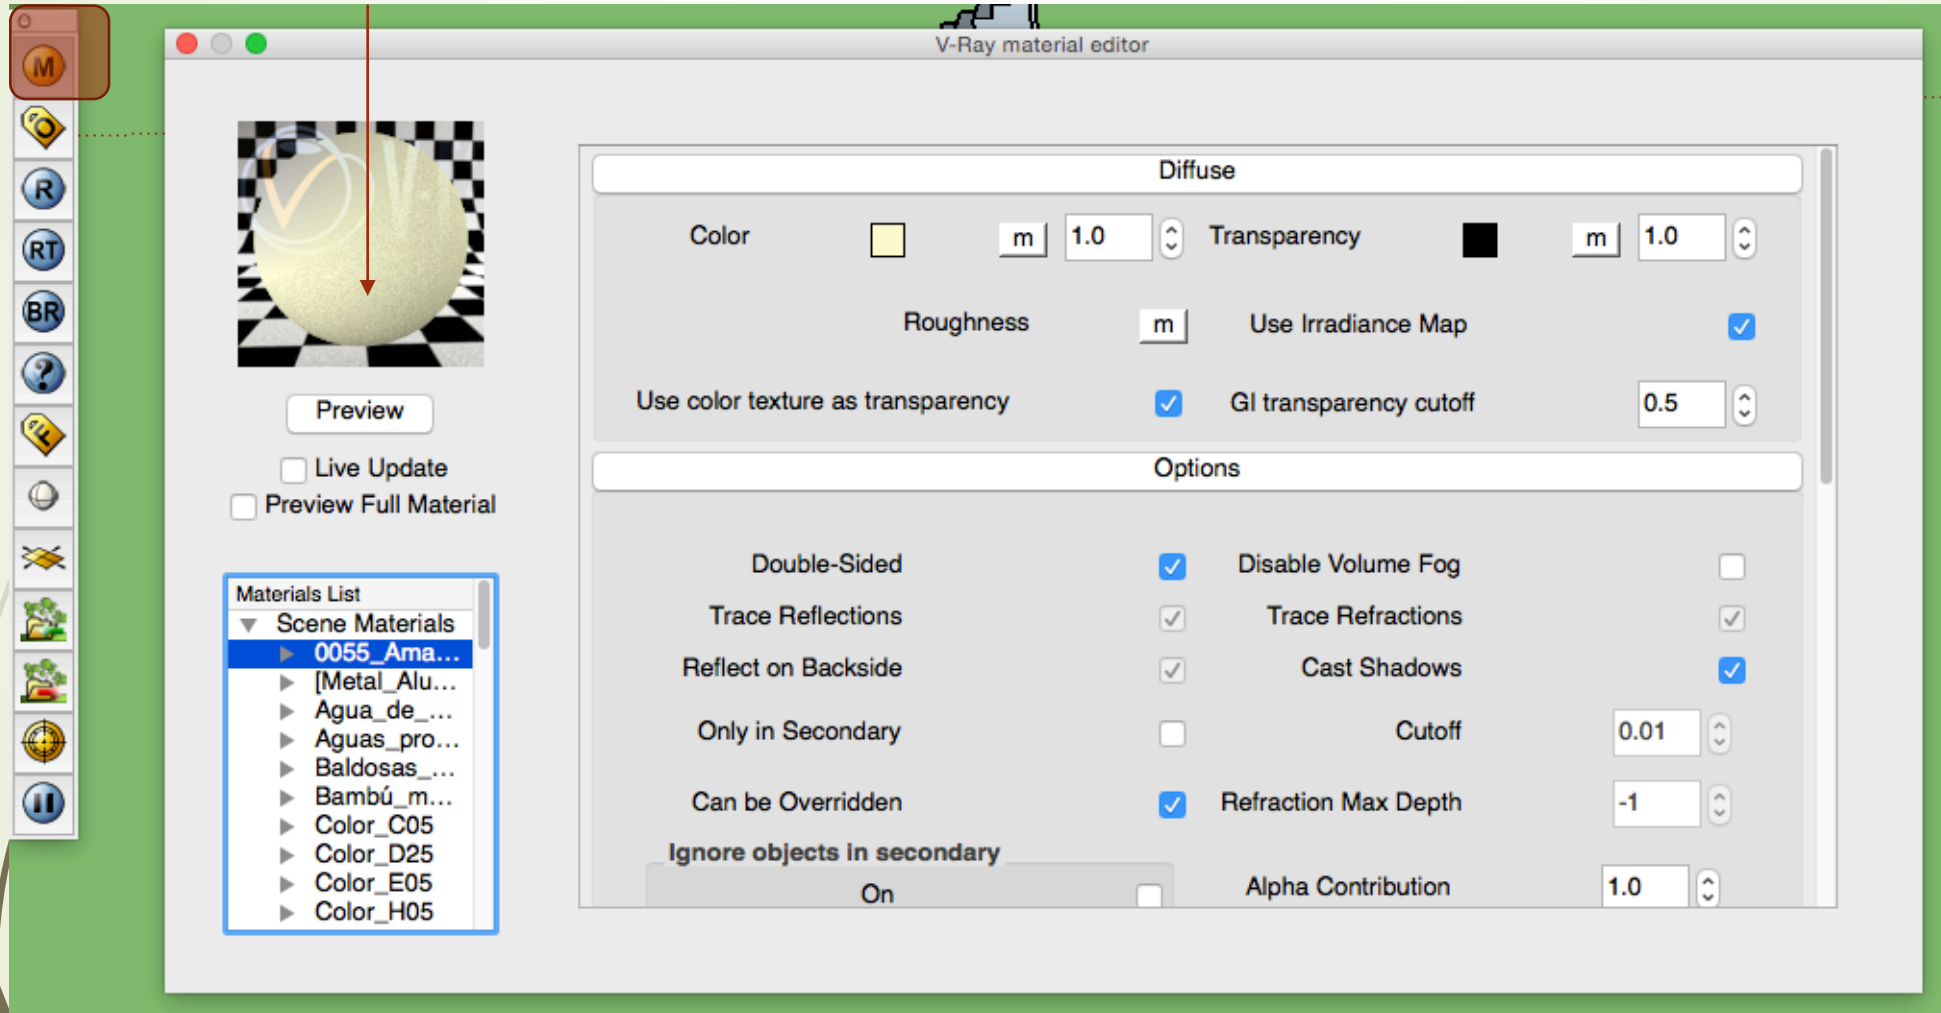 V-Ray material editor
M
R
RT
BR
?
F
Preview
Live Update
Preview Full Material
Materials List
Scene Materials
0055_Ama...
[Metal_Alu...
Agua_de_...
Aguas_pro...
Baldosas_...
Bambú_m...
Color_C05
Color_D25
Color_E05
Color_H05
Diffuse
Color m 1.0 Transparency m 1.0
Roughness m Use Irradiance Map
Use color texture as transparency GI transparency cutoff 0.5
Options
Double-Sided Disable Volume Fog
Trace Reflections Trace Refractions
Reflect on Backside Cast Shadows
Only in Secondary Cutoff 0.01
Can be Overridden Refraction Max Depth -1
Ignore objects in secondary
On Alpha Contribution 1.0